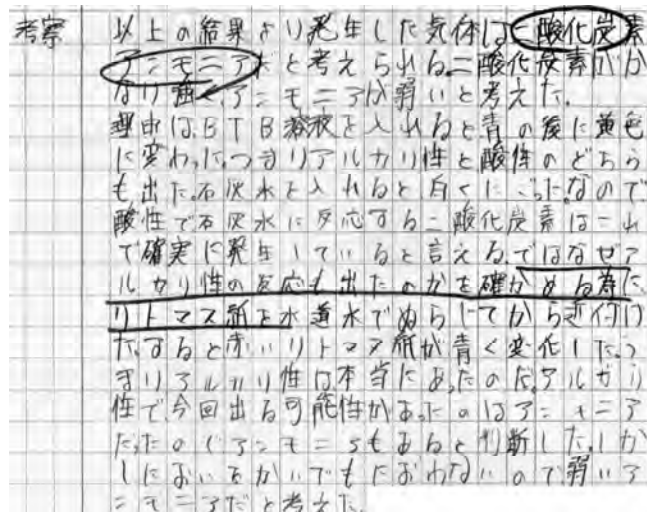 考察 以上の結果より発生した気体は二酸化炭素
アンモニアだと考えられる。二酸化炭素がか
なり強く、アンモニアが弱いと考えた。
理由は、BTB溶液を入れると青の後に黄色
に変わった。つまりアルカリ性と酸性のどちら
も出た。石灰水を入れると、白くにごった。なので
酸性で石灰水に反応する二酸化炭素はこれ
で確実に発生していると言える。ではなぜア
ルカリ性の反応も出たのかを確かめる為に、
リトマス紙を水道水でぬらしてから近付け
た。すると赤いリトマス紙が青く変化した。つ
まりアルカリ性は本当にあったのだ。アルカリ
性で、今回出る可能性があったのはアンモニア
だったのでアンモニアもあると判断した。しか
しにおいをかいでもにおわないので弱いア
ンモニアだと考えた。